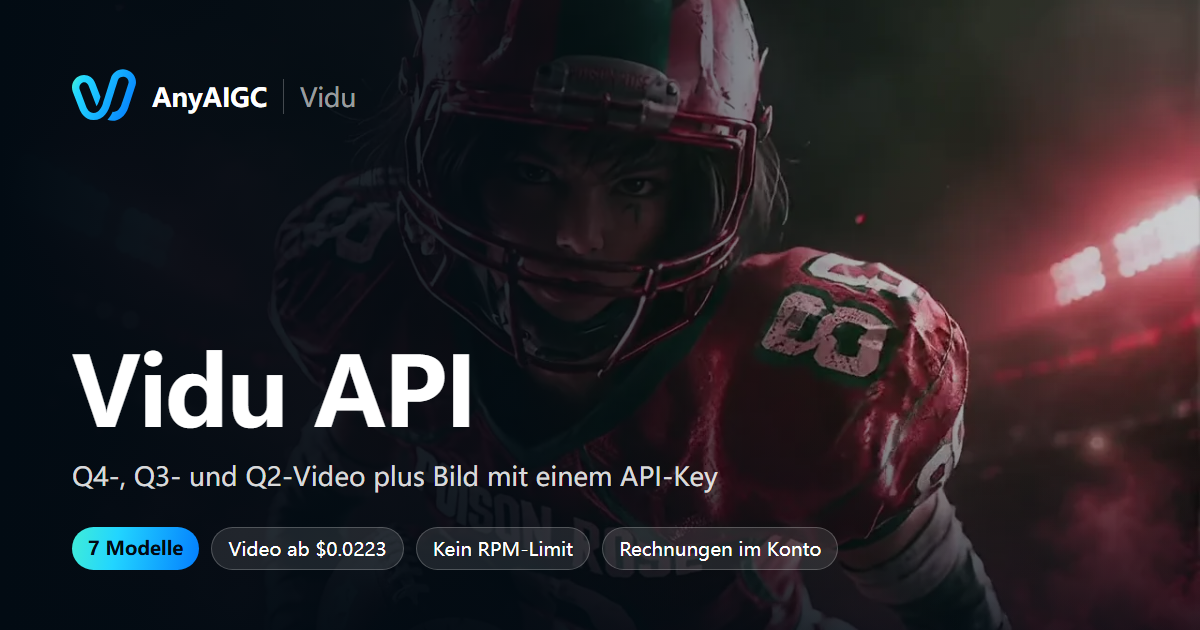 AnyAIGC | Vidu
58
Vidu API
Q4-, Q3- und Q2-Video plus Bild mit einem API-Key
7 Modelle
Video ab $0.0223
Kein RPM-Limit
Rechnungen im Konto